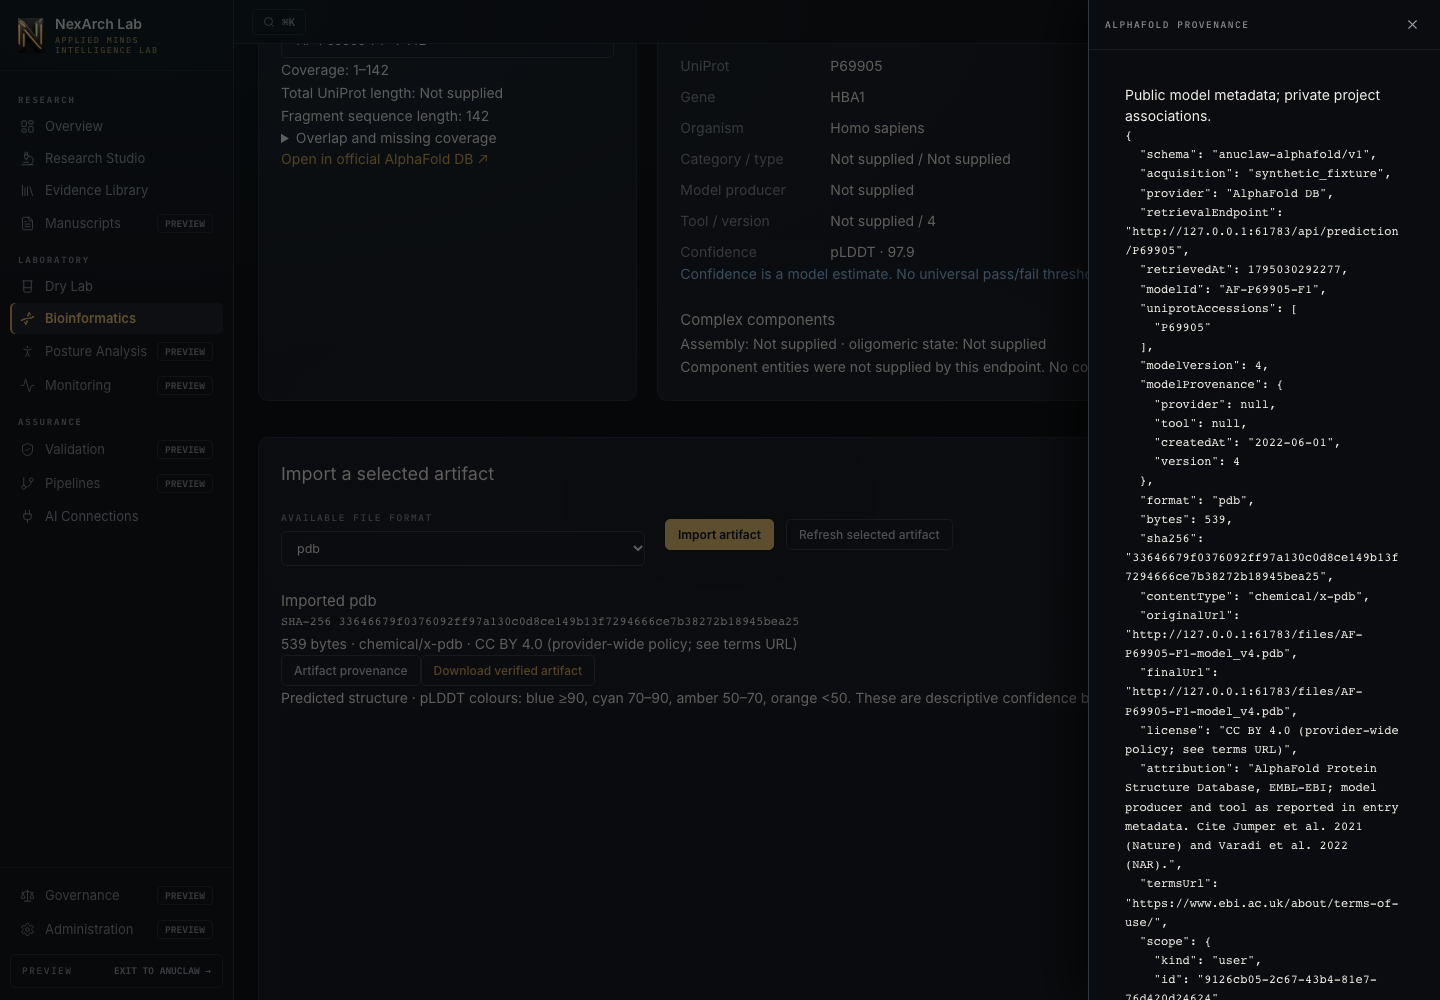 NexArch Lab
APPLIED MINDS
INTELLIGENCE LAB
RESEARCH
Overview
Research Studio
Evidence Library
Manuscripts PREVIEW
LABORATORY
Dry Lab
Bioinformatics
Posture Analysis PREVIEW
Monitoring PREVIEW
ASSURANCE
Validation PREVIEW
Pipelines PREVIEW
AI Connections
Governance PREVIEW
Administration PREVIEW
PREVIEW EXIT TO ANUCLAW →
⌘K
Coverage: 1–142
Total UniProt length: Not supplied
Fragment sequence length: 142
▶ Overlap and missing coverage
Open in official AlphaFold DB ↗
UniProt P69905
Gene HBA1
Organism Homo sapiens
Category / type Not supplied / Not supplied
Model producer Not supplied
Tool / version Not supplied / 4
Confidence pLDDT · 97.9
Confidence is a model estimate. No universal pass/fail thresho
Complex components
Assembly: Not supplied · oligomeric state: Not supplied
Component entities were not supplied by this endpoint. No co
Import a selected artifact
AVAILABLE FILE FORMAT
pdb
Import artifact
Refresh selected artifact
Imported pdb
SHA-256 33646679f0376092ff97a130c0d8ce149b13f7294666ce7b38272b18945bea25
539 bytes · chemical/x-pdb · CC BY 4.0 (provider-wide policy; see terms URL)
Artifact provenance
Download verified artifact
Predicted structure · pLDDT colours: blue ≥90, cyan 70–90, amber 50–70, orange <50. These are descriptive confidence b
ALPHAFOLD PROVENANCE
Public model metadata; private project
associations.
{
"schema": "anuclaw-alphafold/v1",
"acquisition": "synthetic_fixture",
"provider": "AlphaFold DB",
"retrievalEndpoint":
"http://127.0.0.1:61783/api/prediction
/P69905",
"retrievedAt": 1795030292277,
"modelId": "AF-P69905-F1",
"uniprotAccessions": [
"P69905"
],
"modelVersion": 4,
"modelProvenance": {
"provider": null,
"tool": null,
"createdAt": "2022-06-01",
"version": 4
},
"format": "pdb",
"bytes": 539,
"sha256":
"33646679f0376092ff97a130c0d8ce149b13f
7294666ce7b38272b18945bea25",
"contentType": "chemical/x-pdb",
"originalUrl":
"http://127.0.0.1:61783/files/AF-
P69905-F1-model_v4.pdb",
"finalUrl":
"http://127.0.0.1:61783/files/AF-
P69905-F1-model_v4.pdb",
"license": "CC BY 4.0 (provider-wide
policy; see terms URL)",
"attribution": "AlphaFold Protein
Structure Database, EMBL-EBI; model
producer and tool as reported in entry
metadata. Cite Jumper et al. 2021
(Nature) and Varadi et al. 2022
(NAR).",
"termsUrl":
"https://www.ebi.ac.uk/about/terms-of-
use/",
"scope": {
"kind": "user",
"id": "9126cb05-2c67-43b4-81e7-
76d420d24624"